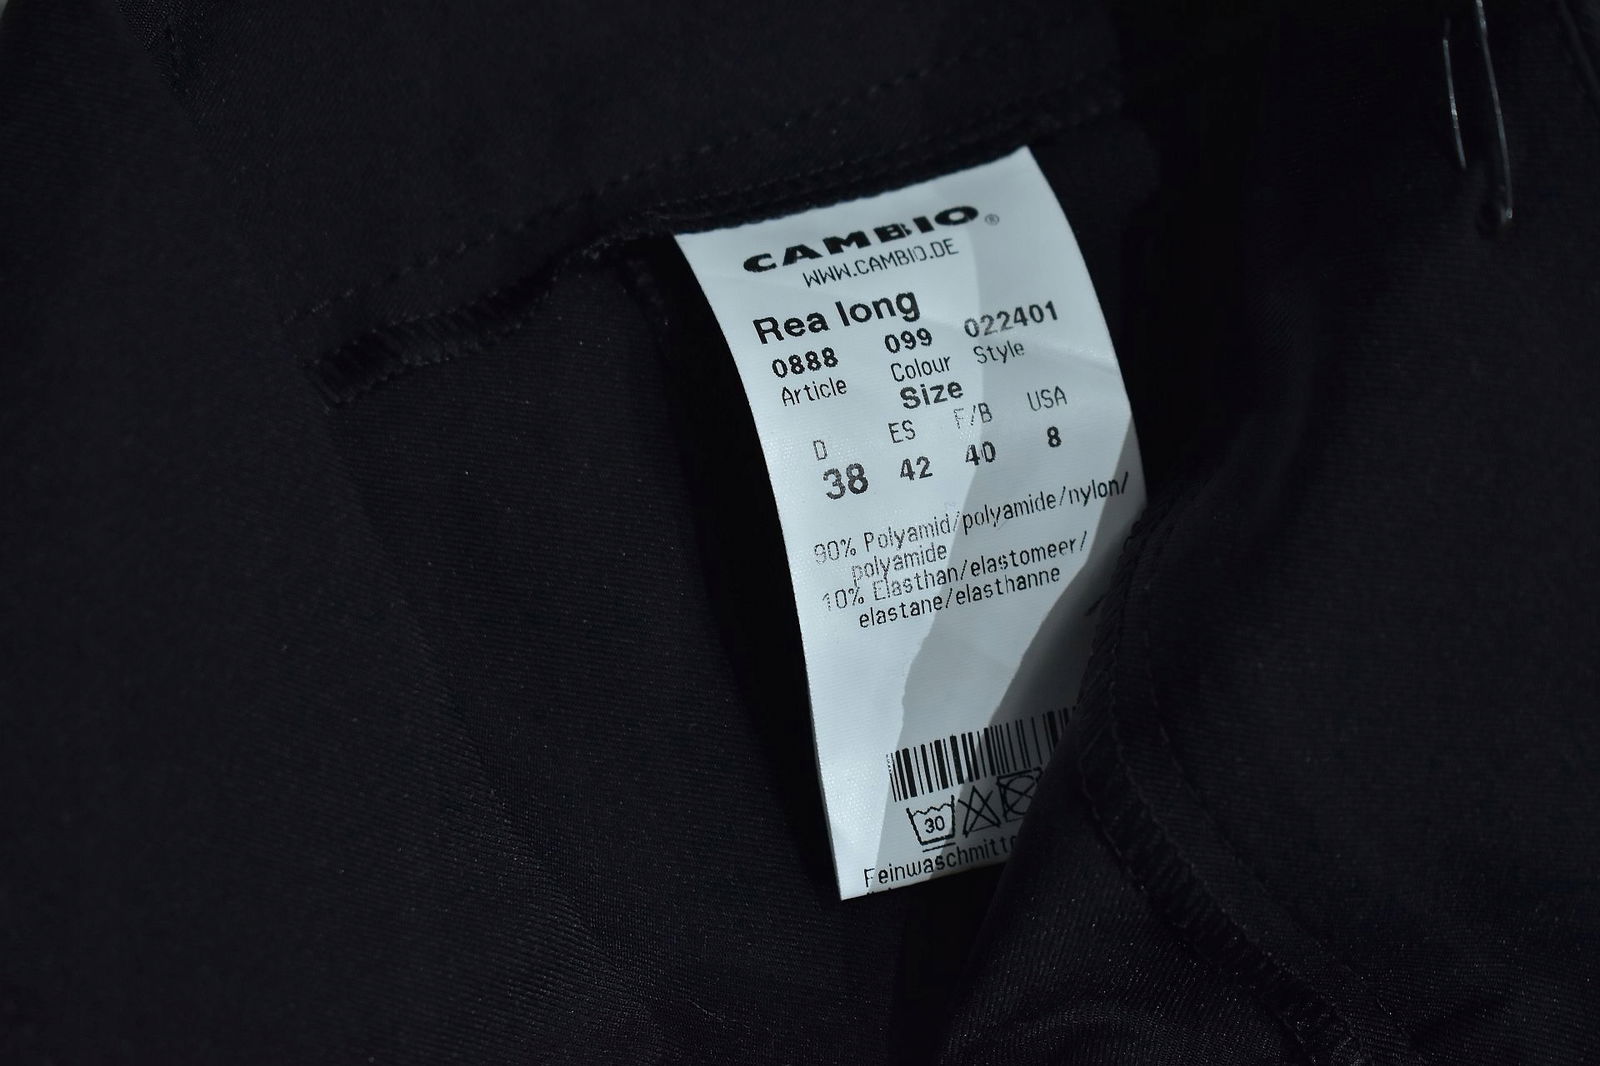 CAMBIO®
WWW.CAMBIO.DE
Rea long
0888 099 022401
Article Colour Style
Size
D ES F/B USA
38 42 40 8
90% Polyamid/polyamide/nylon/
polyamide
10% Elasthan/elastomeer/
elastane/elasthanne
30
Feinwaschmitt